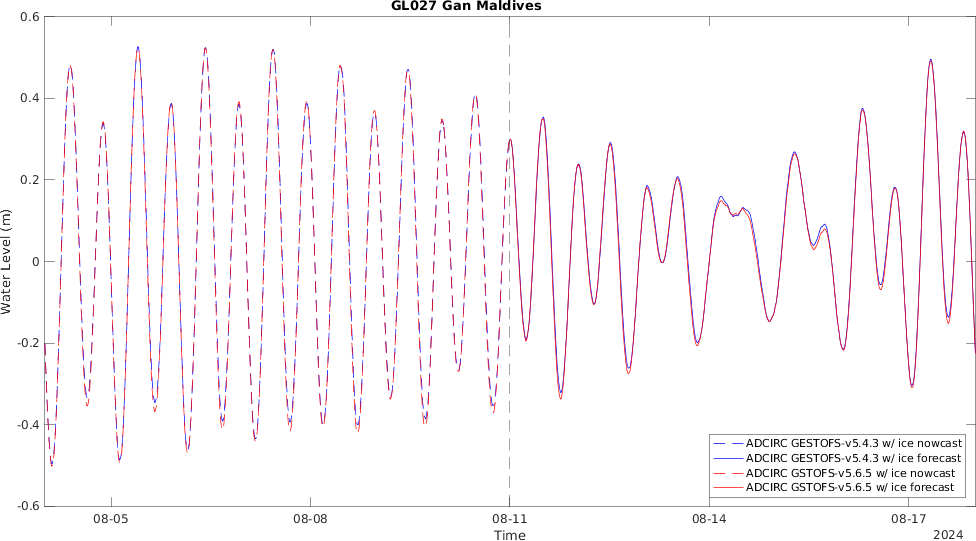 GL027 Gan Maldives
0.6
0.4
0.2
0
-0.2
-0.4
-0.6
Water Level (m)
ADCIRC GESTOFS-v5.4.3 w/ ice nowcast
ADCIRC GESTOFS-v5.4.3 w/ ice forecast
ADCIRC GSTOFS-v5.6.5 w/ ice nowcast
ADCIRC GSTOFS-v5.6.5 w/ ice forecast
08-05 08-08 08-11 08-14 08-17
Time
2024